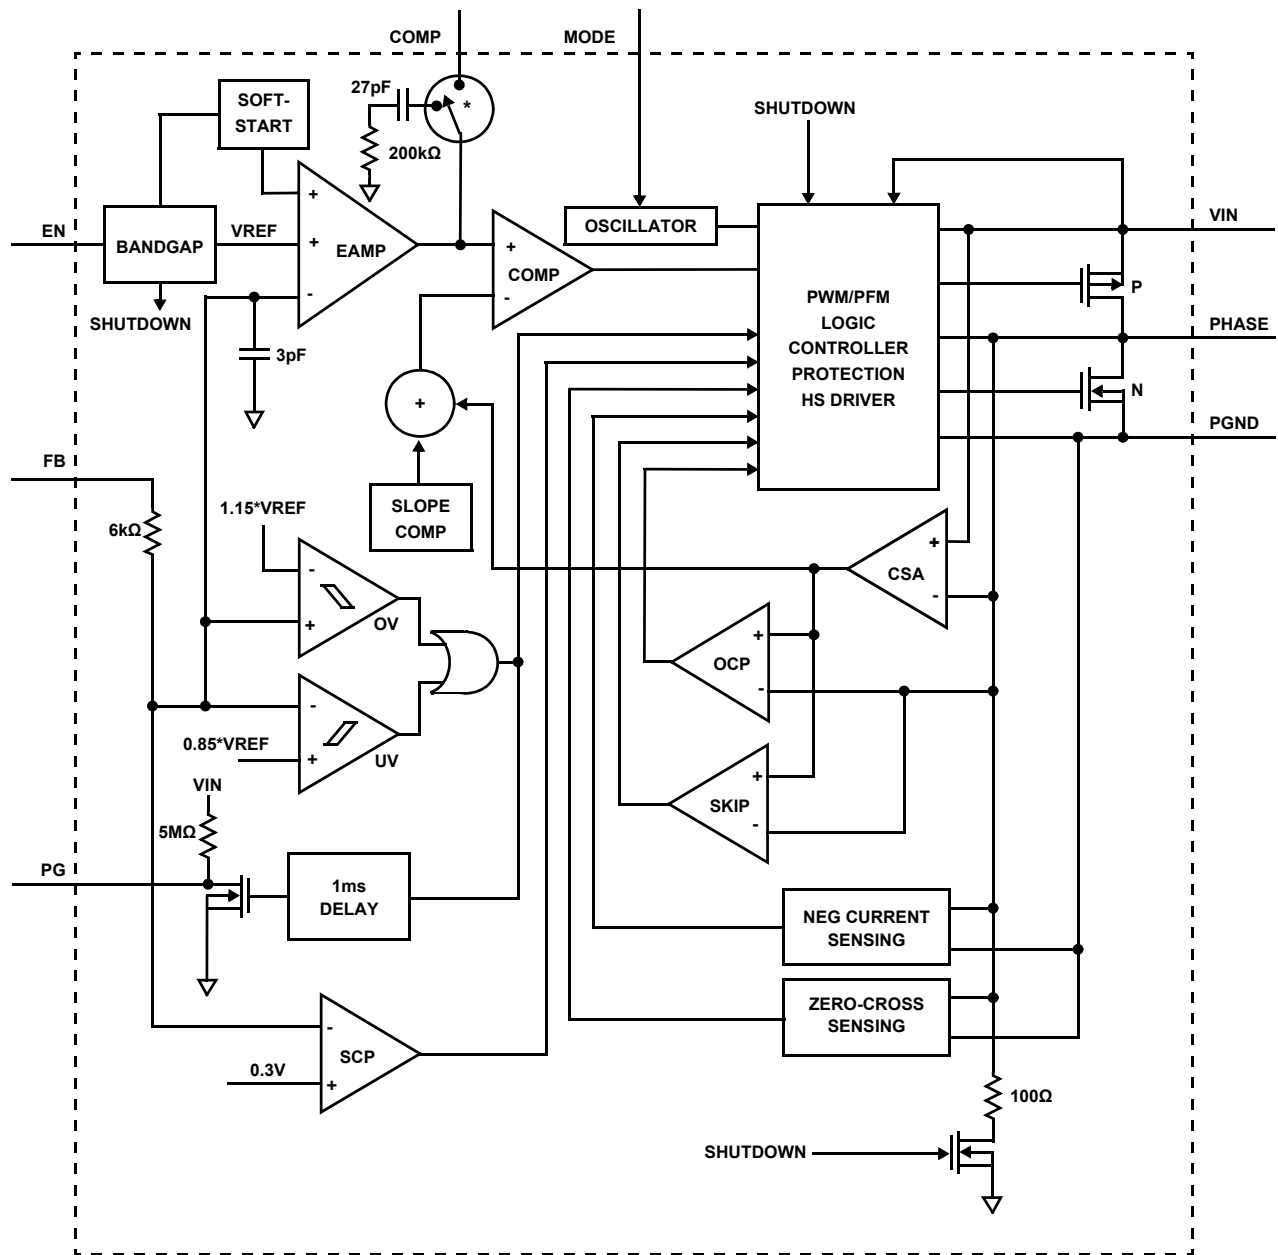 COMP
MODE
27pF
SOFT-
START
*
SHUTDOWN
200kΩ
+
EN
BANDGAP
VREF
+
EAMP
-
SHUTDOWN
3pF
+
COMP
-
OSCILLATOR
PWM/PFM
LOGIC
CONTROLLER
PROTECTION
HS DRIVER
VIN
P
PHASE
N
PGND
+
FB
SLOPE
COMP
1.15*VREF
6kΩ
-
+
OV
+
CSA
-
+
OCP
-
-
0.85*VREF
+
UV
VIN
5MΩ
+
SKIP
-
PG
1ms
DELAY
NEG CURRENT
SENSING
ZERO-CROSS
SENSING
-
SCP
0.3V
+
100Ω
SHUTDOWN